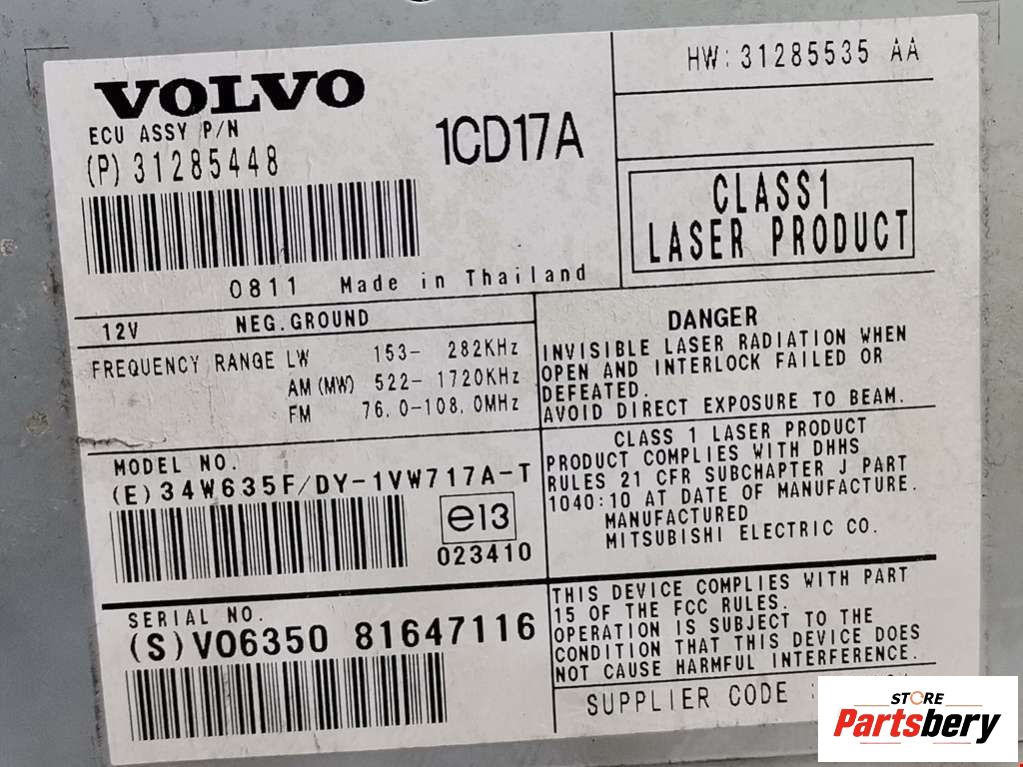 VOLVO
ECU ASSY P/N
(P) 31285448
1CD17A
0811 Made in Thailand
HW: 31285535 AA
CLASS1
LASER PRODUCT
12V NEG. GROUND
FREQUENCY RANGE LW 153- 282KHz
AM (MW) 522- 1720KHz
FM 76.0-108.0MHz
DANGER
INVISIBLE LASER RADIATION WHEN
OPEN AND INTERLOCK FAILED OR
DEFEATED.
AVOID DIRECT EXPOSURE TO BEAM.
MODEL NO.
(E) 34W635F/DY-1VW717A-T
e13
023410
CLASS 1 LASER PRODUCT
PRODUCT COMPLIES WITH DHHS
RULES 21 CFR SUBCHAPTER J PART
1040:10 AT DATE OF MANUFACTURE.
MANUFACTURED
MITSUBISHI ELECTRIC CO.
SERIAL NO.
(S) V06350 81647116
THIS DEVICE COMPLIES WITH PART
15 OF THE FCC RULES.
OPERATION IS SUBJECT TO THE
CONDITION THAT THIS DEVICE DOES
NOT CAUSE HARMFUL INTERFERENCE.
SUPPLIER CODE :
STORE
Partsbery